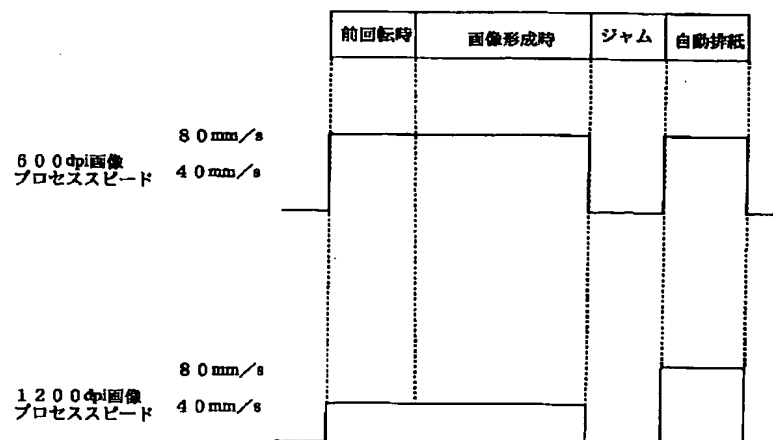 前回転時 画像形成時 ジャム 自動排紙
80mm/s
600dpi画像
プロセススピード 40mm/s
80mm/s
1200dpi画像
プロセススピード 40mm/s